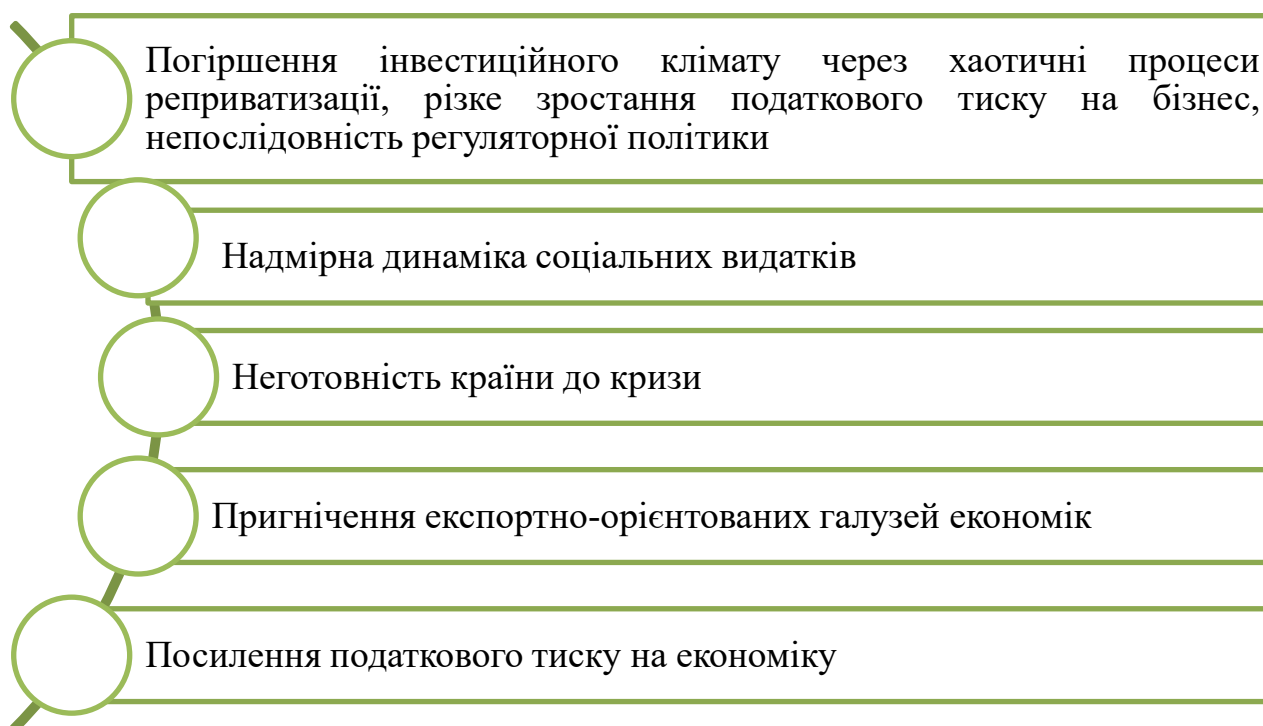 Погіршення інвестиційного клімату через хаотичні процеси
реприватизації, різке зростання податкового тиску на бізнес,
непослідовність регуляторної політики
Надмірна динаміка соціальних видатків
Неготовність країни до кризи
Пригнічення експортно-орієнтованих галузей економік
Посилення податкового тиску на економіку